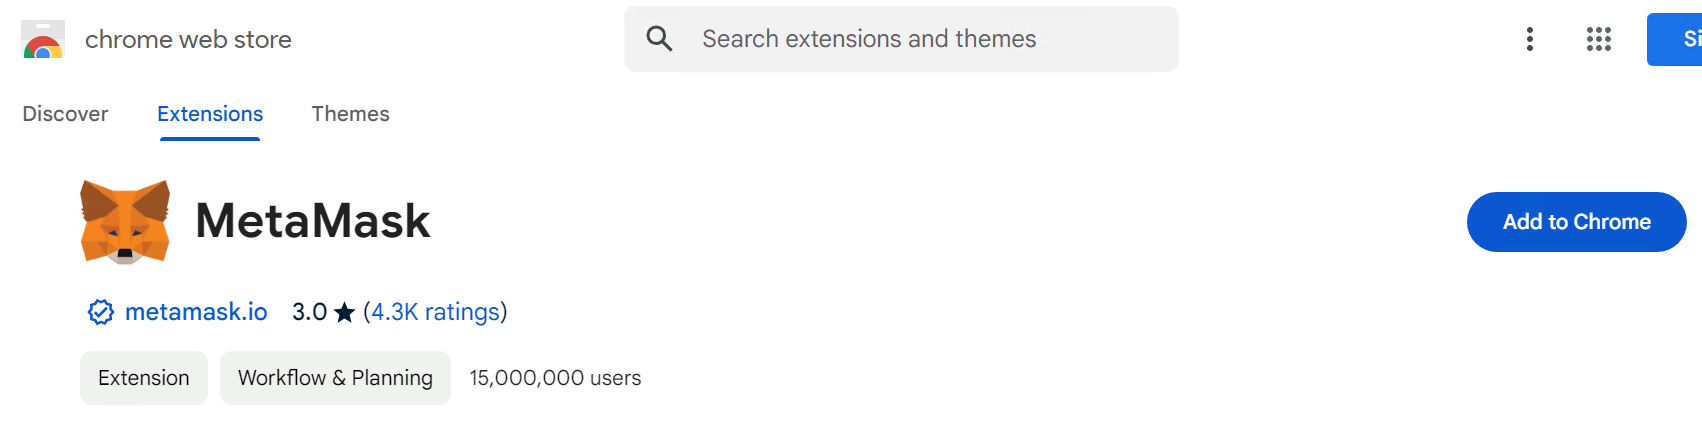 chrome web store
Search extensions and themes
Si
Discover
Extensions
Themes
MetaMask
Add to Chrome
metamask.io 3.0 ★ (4.3K ratings)
Extension
Workflow & Planning
15,000,000 users